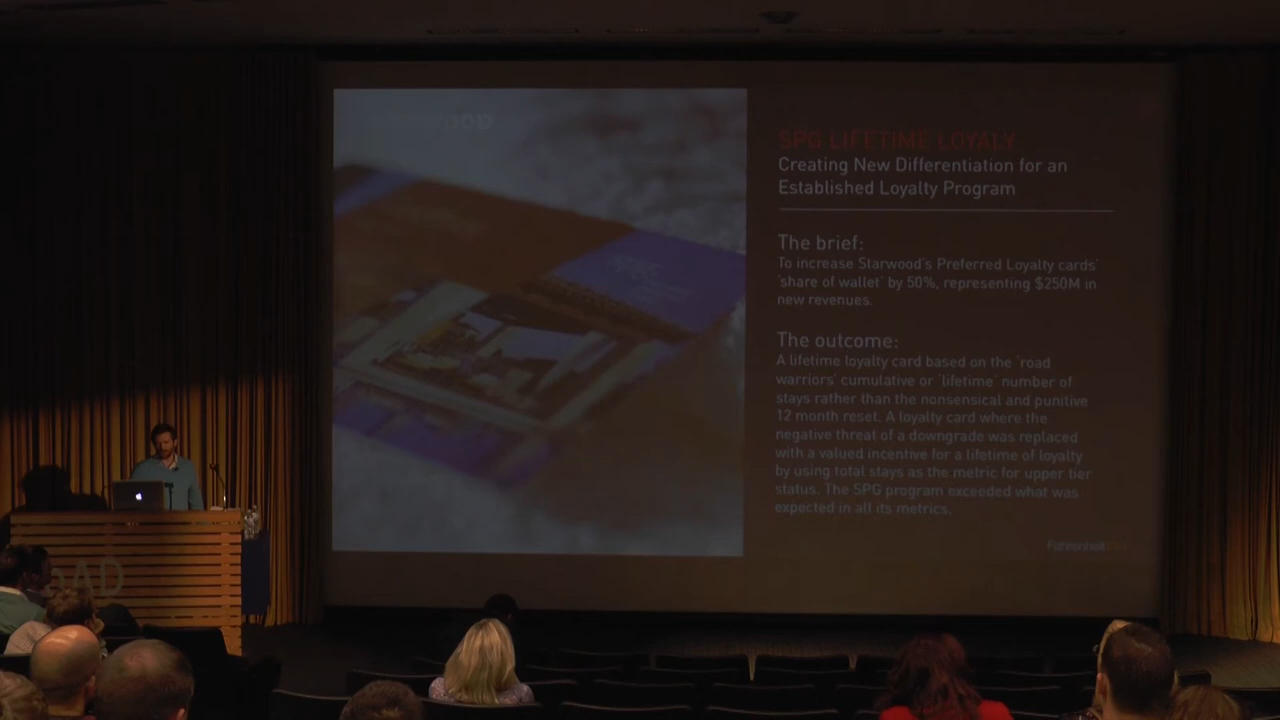 SPG LIFETIME LOYALY
Creating New Differentiation for an
Established Loyalty Program
The brief:
To increase Starwood's Preferred Loyalty cards'
'share of wallet' by 50%, representing $250M in
new revenues.
The outcome:
A lifetime loyalty card based on the 'road
warriors' cumulative or 'lifetime' number of
stays rather than the nonsensical and punitive
12 month reset. A loyalty card where the
negative threat of a downgrade was replaced
with a valued incentive for a lifetime of loyalty
by using total stays as the metric for upper tier
status. The SPG program exceeded what was
expected in all its metrics.
Fahrenheit